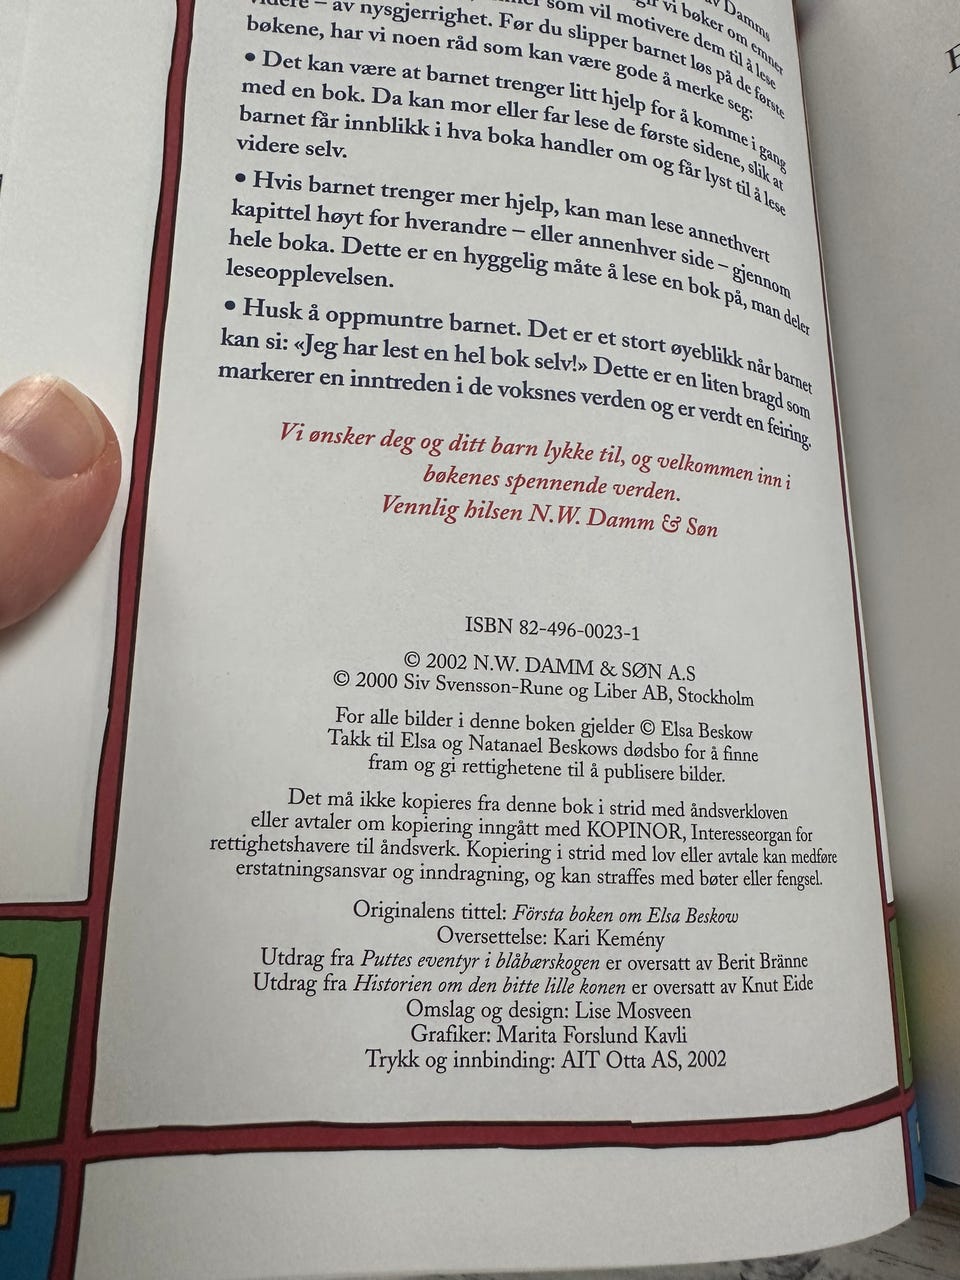 av Damms
vi bøker om emner
som vil motivere dem til å lese
videre – av nysgjerrighet. Før du slipper barnet løs på de første
bøkene, har vi noen råd som kan være gode å merke seg:
• Det kan være at barnet trenger litt hjelp for å komme i gang
med en bok. Da kan mor eller far lese de første sidene, slik at
barnet får innblikk i hva boka handler om og får lyst til å lese
videre selv.
• Hvis barnet trenger mer hjelp, kan man lese annethvert
kapittel høyt for hverandre – eller annenhver side – gjennom
hele boka. Dette er en hyggelig måte å lese en bok på, man deler
leseopplevelsen.
• Husk å oppmuntre barnet. Det er et stort øyeblikk når barnet
kan si: «Jeg har lest en hel bok selv!» Dette er en liten bragd som
markerer en inntreden i de voksnes verden og er verdt en feiring.
Vi ønsker deg og ditt barn lykke til, og velkommen inn i
bøkenes spennende verden.
Vennlig hilsen N.W. Damm & Søn
ISBN 82-496-0023-1
© 2002 N.W. DAMM & SØN A.S
© 2000 Siv Svensson-Rune og Liber AB, Stockholm
For alle bilder i denne boken gjelder © Elsa Beskow
Takk til Elsa og Natanael Beskows dødsbo for å finne
fram og gi rettighetene til å publisere bilder.
Det må ikke kopieres fra denne bok i strid med åndsverkloven
eller avtaler om kopiering inngått med KOPINOR, Interesseorgan for
rettighetshavere til åndsverk. Kopiering i strid med lov eller avtale kan medføre
erstatningsansvar og inndragning, og kan straffes med bøter eller fengsel.
Originalens tittel: Första boken om Elsa Beskow
Oversettelse: Kari Kemény
Utdrag fra Puttes eventyr i blåbærskogen er oversatt av Berit Bränne
Utdrag fra Historien om den bitte lille konen er oversatt av Knut Eide
Omslag og design: Lise Mosveen
Grafiker: Marita Forslund Kavli
Trykk og innbinding: AIT Otta AS, 2002